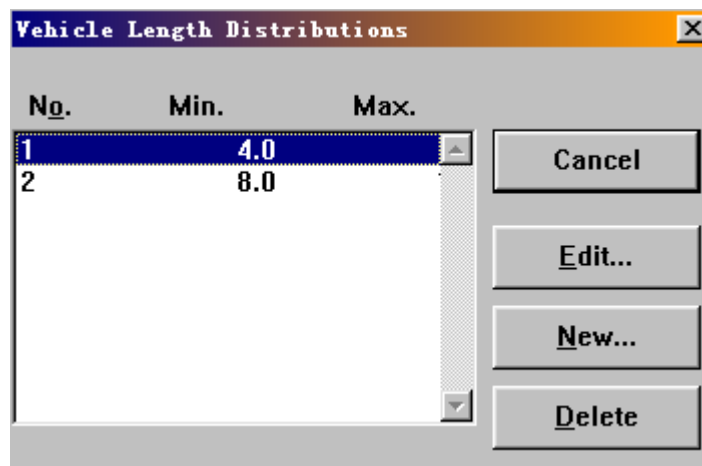 Vehicle Length Distributions
No. Min. Max.
1 4.0
2 8.0
Cancel
Edit...
New...
Delete